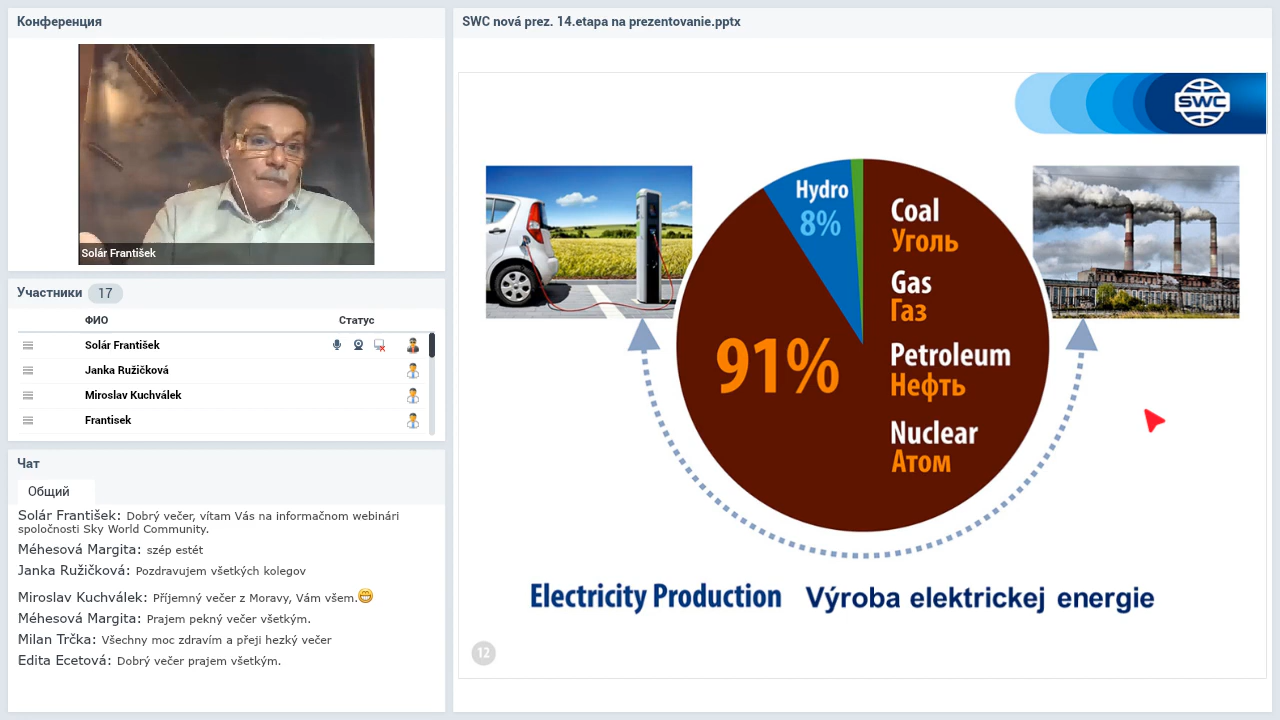 Конференция
Solár František
Участники 17
ФИО Статус
Solár František
Janka Ružičková
Miroslav Kuchválek
Frantisek
Чат
Общий
Solár František: Dobrý večer, vítam Vás na informačnom webinári
spoločnosti Sky World Community.
Méhesová Margita: szép estét
Janka Ružičková: Pozdravujem všetkých kolegov
Miroslav Kuchválek: Příjemný večer z Moravy, Vám všem.
Méhesová Margita: Prajem pekný večer všetkým.
Milan Trčka: Všechny moc zdravím a přeji hezký večer
Edita Ecetová: Dobrý večer prajem všetkým.
SWC nová prez. 14.etapa na prezentovanie.pptx
SWC
Hydro
8%
91%
Coal
Уголь
Gas
Газ
Petroleum
Нефть
Nuclear
Атом
Electricity Production Výroba elektrickej energie
12